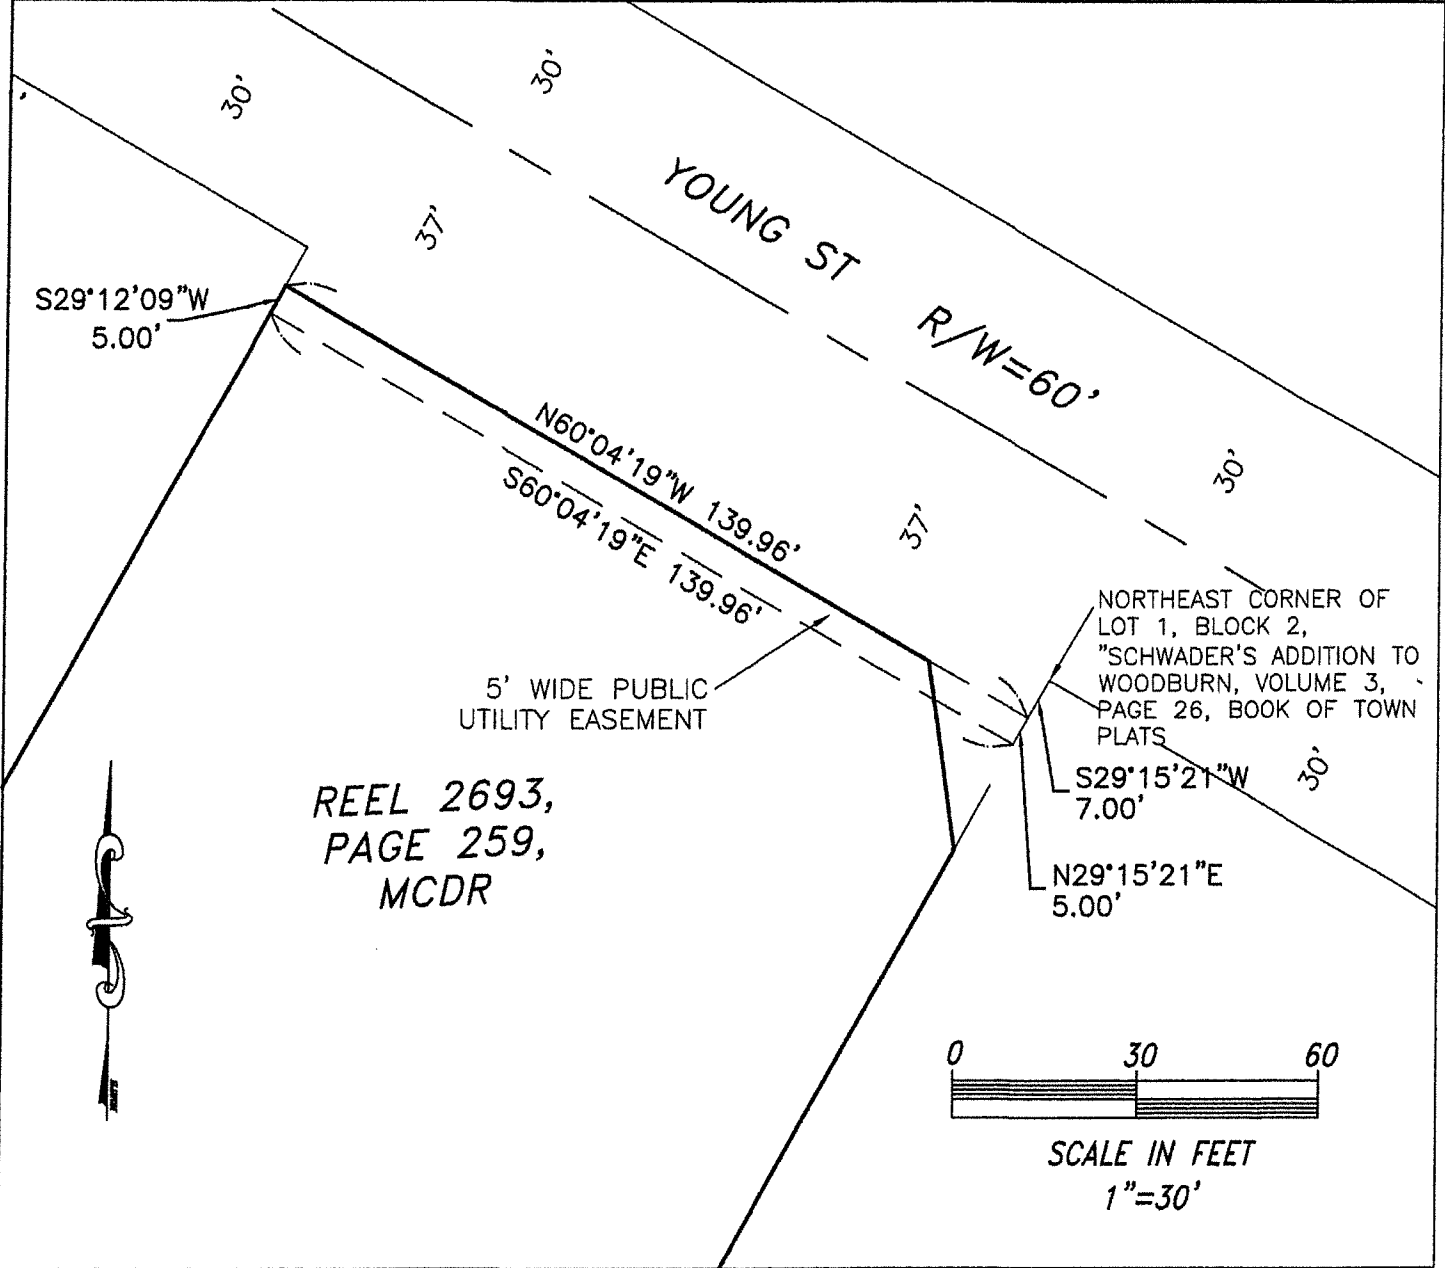 30'
30'
YOUNG ST R/W=60'
37'
S29°12'09"W
5.00'
N60°04'19"W 139.96'
S60°04'19"E 139.96'
37'
30'
NORTHEAST CORNER OF
LOT 1, BLOCK 2,
"SCHWADER'S ADDITION TO
WOODBURN, VOLUME 3,
PAGE 26, BOOK OF TOWN
PLATS
5' WIDE PUBLIC
UTILITY EASEMENT
30'
S29°15'21"W
7.00'
N29°15'21"E
5.00'
REEL 2693,
PAGE 259,
MCDR
0 30 60
SCALE IN FEET
1"=30'